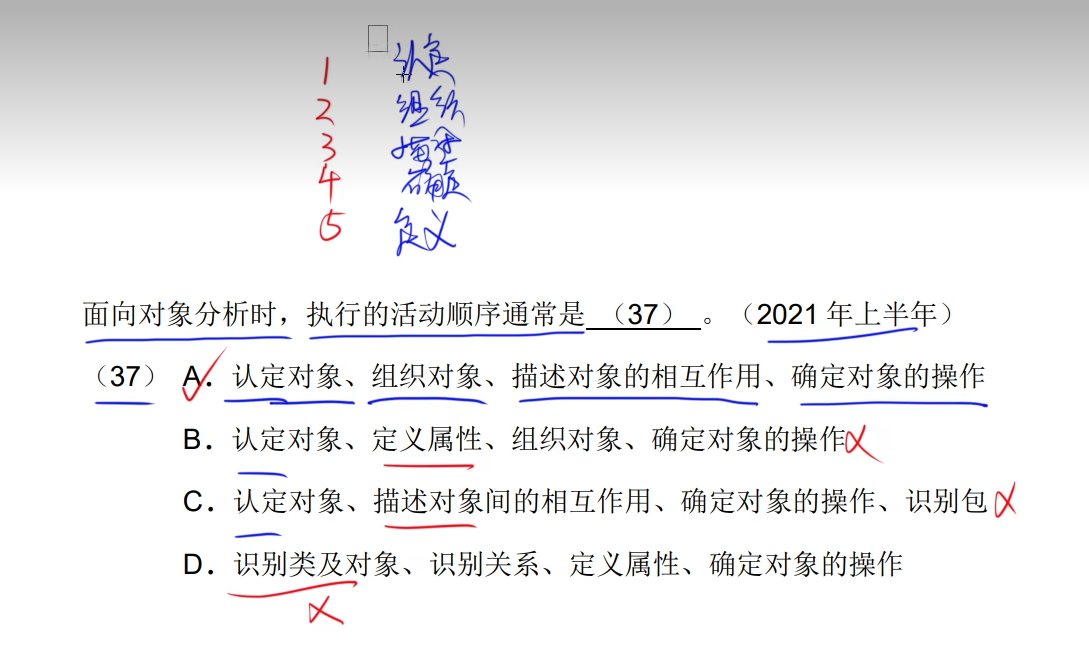 1 认定
2 组织
3 描述
4 确定
5 定义
面向对象分析时，执行的活动顺序通常是（37）。（2021 年上半年）
（37） A．认定对象、组织对象、描述对象的相互作用、确定对象的操作
B．认定对象、定义属性、组织对象、确定对象的操作
C．认定对象、描述对象间的相互作用、确定对象的操作、识别包
D．识别类及对象、识别关系、定义属性、确定对象的操作